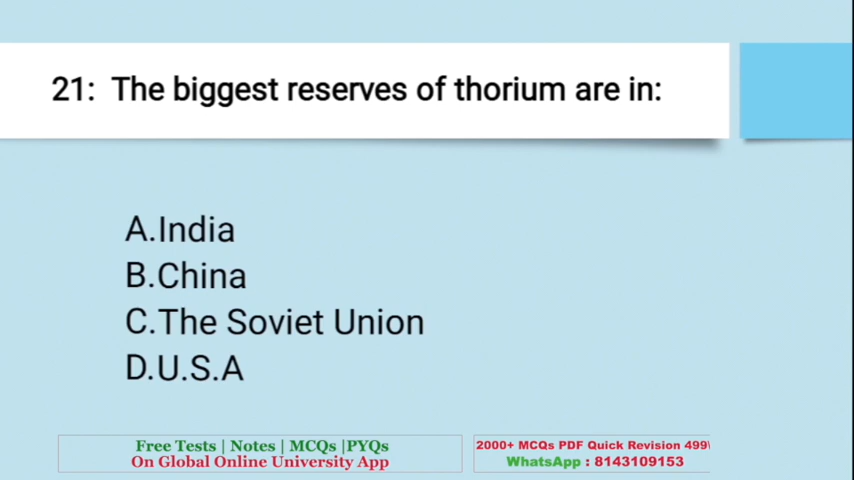 21: The biggest reserves of thorium are in:
A.India
B.China
C.The Soviet Union
D.U.S.A
Free Tests | Notes | MCQs |PYQs
On Global Online University App
2000+ MCQs PDF Quick Revision 499\
WhatsApp : 8143109153